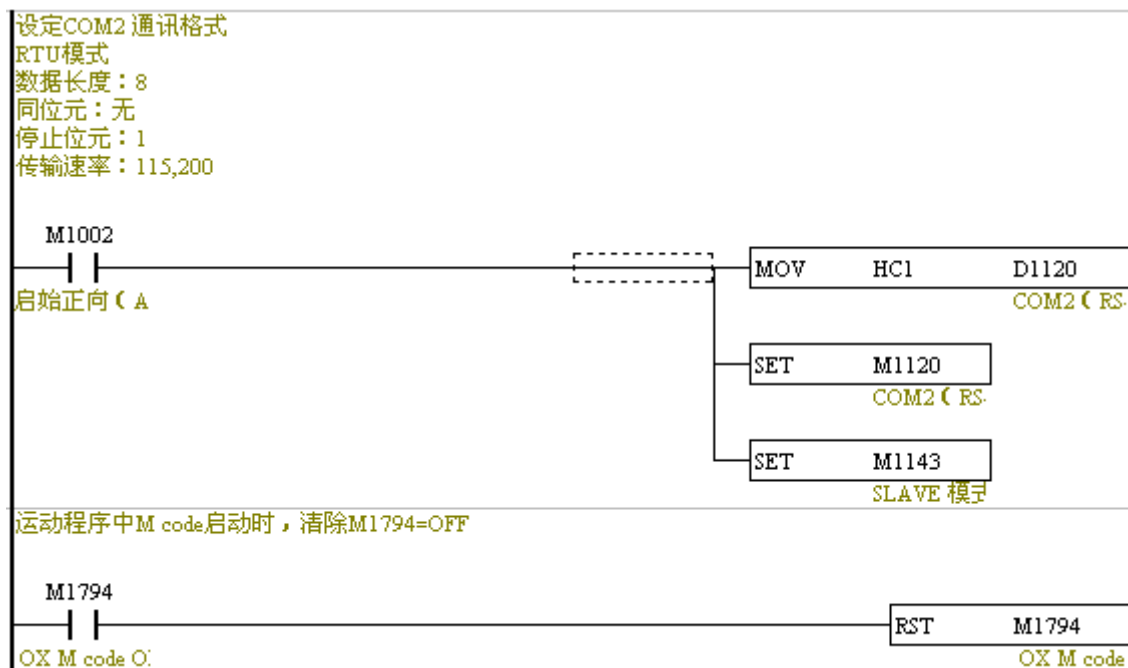 设定COM2 通讯格式
RTU模式
数据长度：8
同位元：无
停止位元：1
传输速率：115,200
M1002
MOV HC1 D1120
启始正向（ A
COM2（ RS-
SET M1120
COM2（ RS-
SET M1143
SLAVE 模式
运动程序中M code启动时，清除M1794=OFF
M1794
RST M1794
OX M code O
OX M code